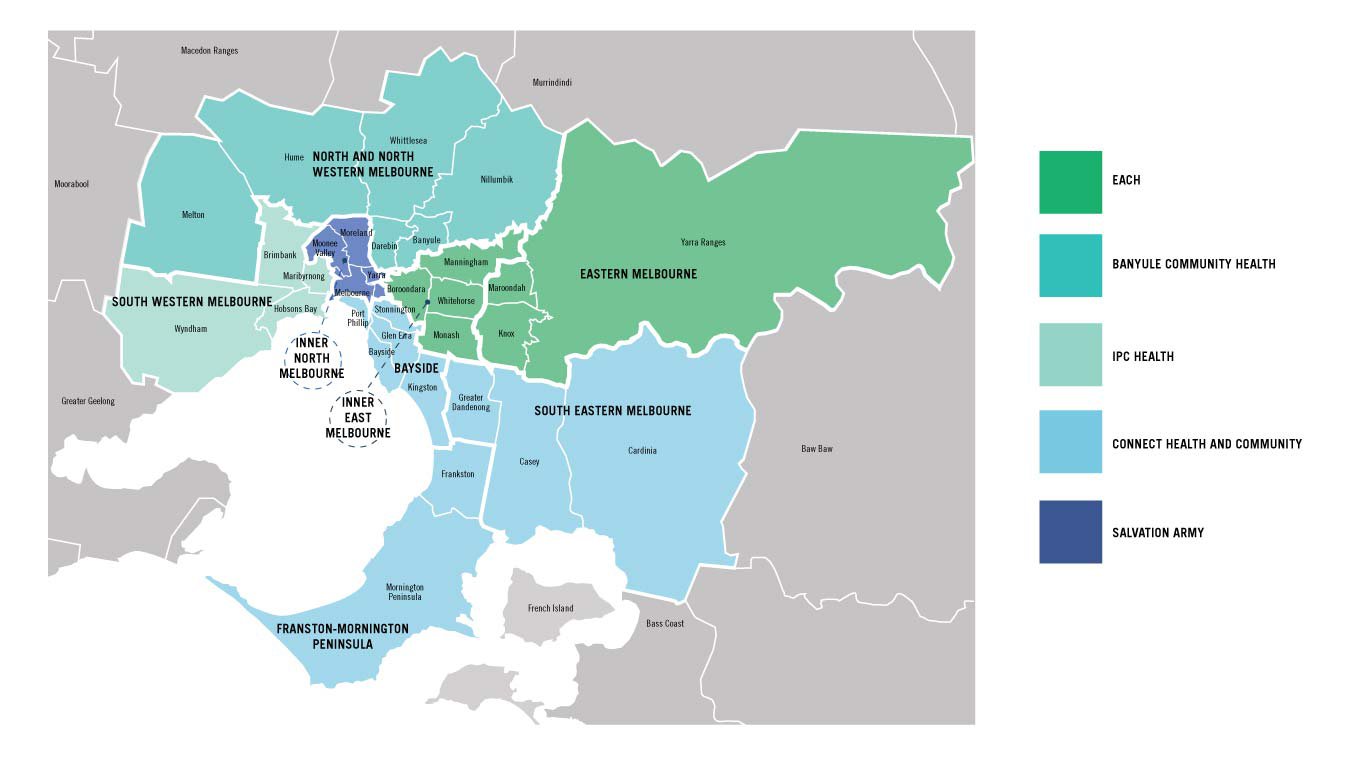 Macedon Ranges
Murrindindi
Whittlesea
Hume
NORTH AND NORTH
WESTERN MELBOURNE
Nillumbik
Moorabool
Melton
Moreland
Moonee
Valley
Darebin
Banyule
Yarra Ranges
Brimbank
Manningham
EASTERN MELBOURNE
Maribyrnong
Yarra
Boroondara
Maroondah
Melbourne
SOUTH WESTERN MELBOURNE
Whitehorse
Hobsons Bay
Stonnington
Port
Phillip
Wyndham
Glen Eira
Monash
Knox
INNER
NORTH
MELBOURNE
Bayside
BAYSIDE
Kingston
Greater Geelong
INNER
EAST
MELBOURNE
Greater
Dandenong
SOUTH EASTERN MELBOURNE
Cardinia
Baw Baw
Casey
Frankston
Mornington
Peninsula
French Island
Bass Coast
FRANSTON-MORNINGTON
PENINSULA
EACH
BANYULE COMMUNITY HEALTH
IPC HEALTH
CONNECT HEALTH AND COMMUNITY
SALVATION ARMY